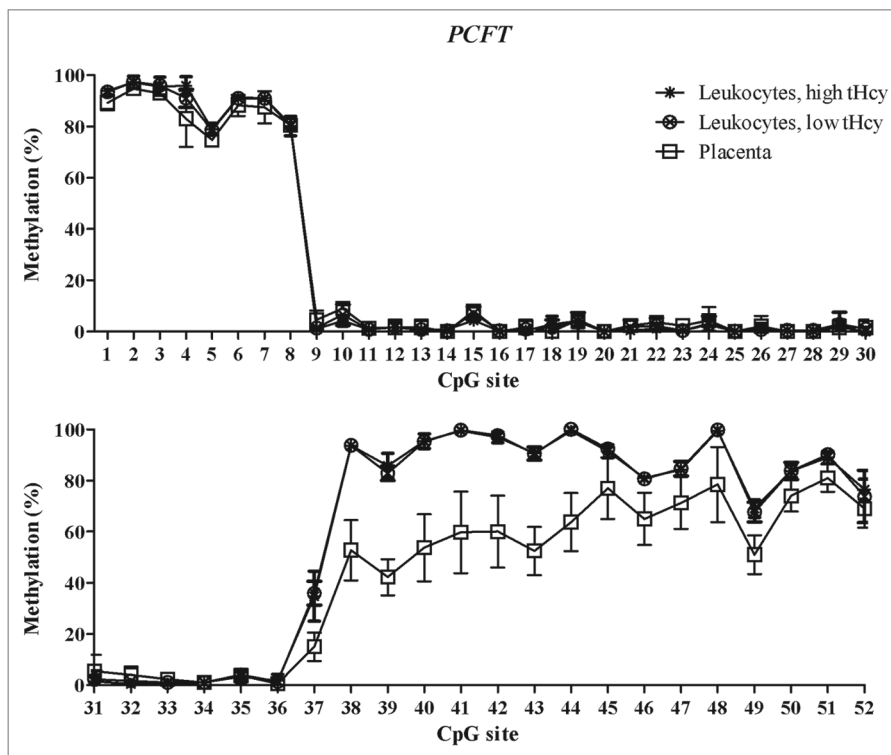 PCFT
100
80
60
40
20
0
Methylation (%)
Leukocytes, high tHcy
Leukocytes, low tHcy
Placenta
1 2 3 4 5 6 7 8 9 10 11 12 13 14 15 16 17 18 19 20 21 22 23 24 25 26 27 28 29 30
CpG site
100
80
60
40
20
0
Methylation (%)
31 32 33 34 35 36 37 38 39 40 41 42 43 44 45 46 47 48 49 50 51 52
CpG site